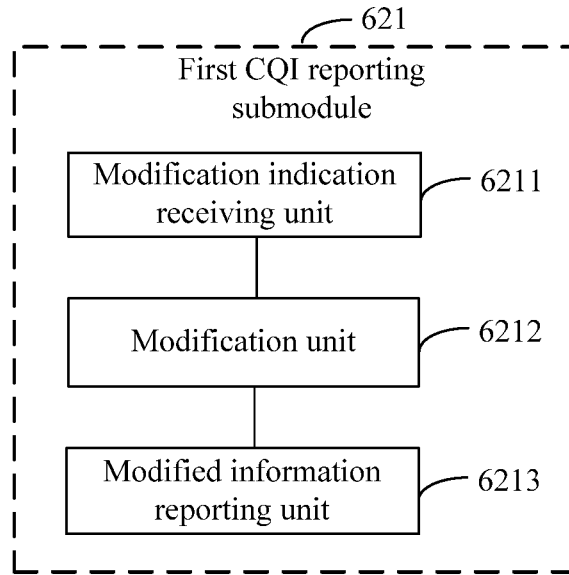 621
First CQI reporting
submodule
Modification indication
receiving unit
6211
Modification unit
6212
Modified information
reporting unit
6213